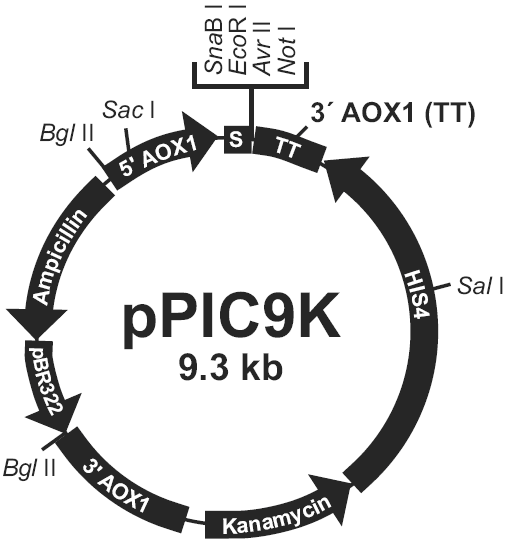 SnaB I
EcoR I
Avr II
Not I
3´ AOX1 (TT)
Sac I
Bgl II
5' AOX1
S
TT
Ampicillin
HIS4
Sal I
pPIC9K
9.3 kb
pBR322
Bgl II
3' AOX1
Kanamycin